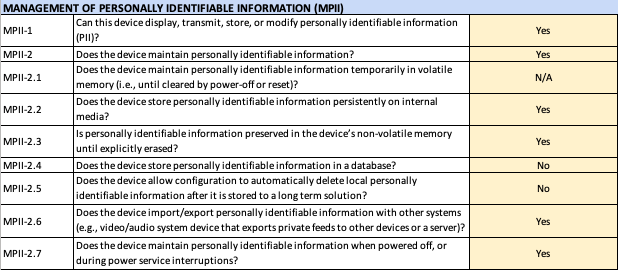 MANAGEMENT OF PERSONALLY IDENTIFIABLE INFORMATION (MPII)
MPII-1
Can this device display, transmit, store, or modify personally identifiable information
(PII)?
Yes
MPII-2
Does the device maintain personally identifiable information?
Yes
MPII-2.1
Does the device maintain personally identifiable information temporarily in volatile
memory (i.e., until cleared by power-off or reset)?
N/A
MPII-2.2
Does the device store personally identifiable information persistently on internal
media?
Yes
MPII-2.3
Is personally identifiable information preserved in the device's non-volatile memory
until explicitly erased?
Yes
MPII-2.4
Does the device store personally identifiable information in a database?
No
MPII-2.5
Does the device allow configuration to automatically delete local personally
identifiable information after it is stored to a long term solution?
No
MPII-2.6
Does the device import/export personally identifiable information with other systems
(e.g., video/audio system device that exports private feeds to other devices or a server)?
Yes
MPII-2.7
Does the device maintain personally identifiable information when powered off, or
during power service interruptions?
Yes